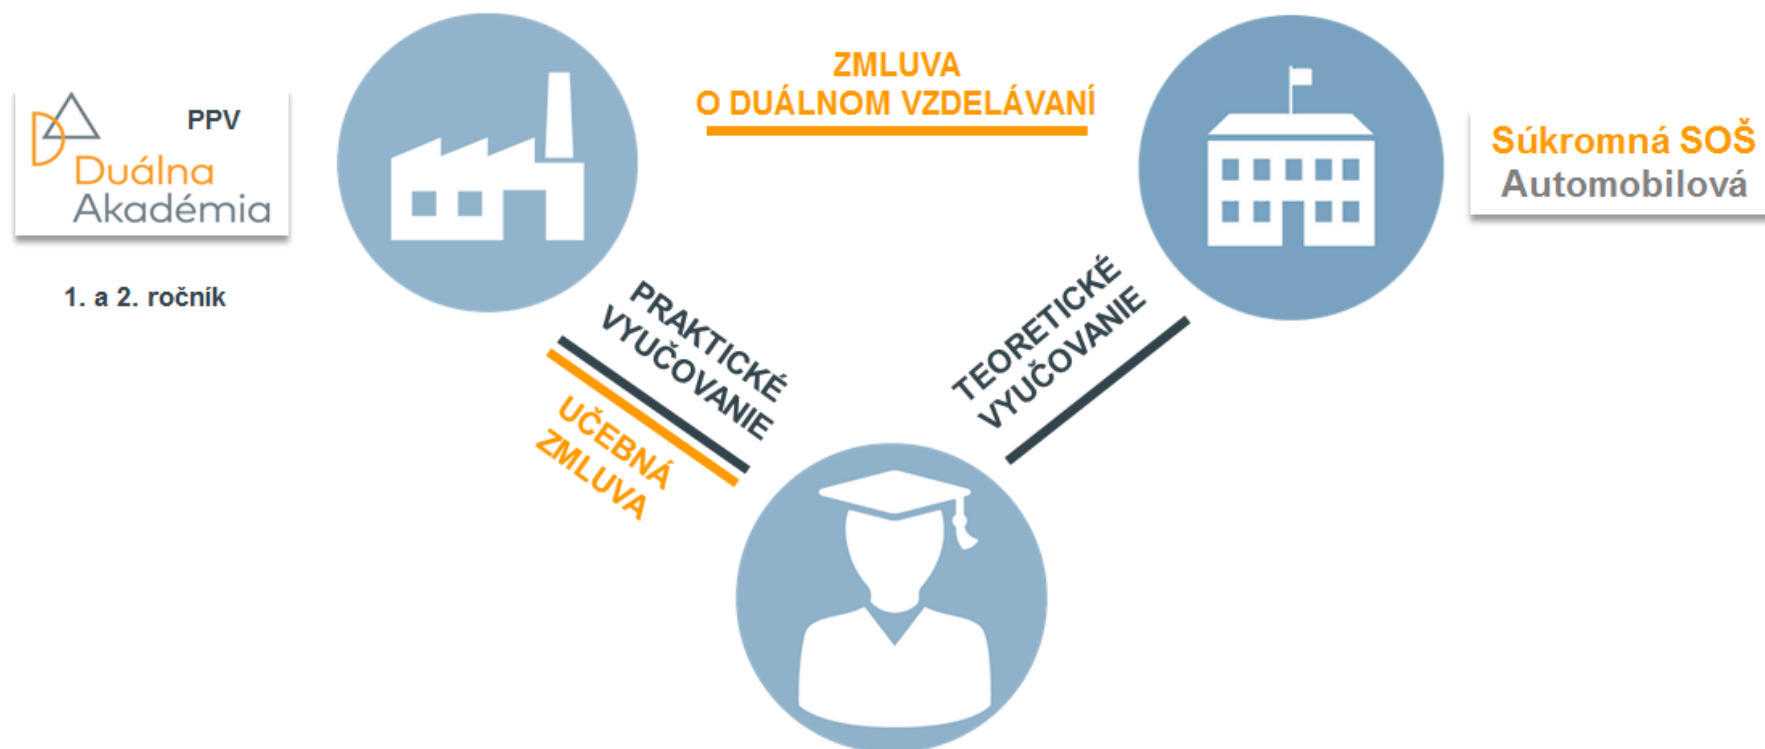 PPV
Duálna
Akadémia
1. a 2. ročník
ZMLUVA
O DUÁLNOM VZDELÁVANÍ
Súkromná SOŠ
Automobilová
PRAKTICKÉ
VYUČOVANIE
UČEBNÁ
ZMLUVA
TEORETICKÉ
VYUČOVANIE